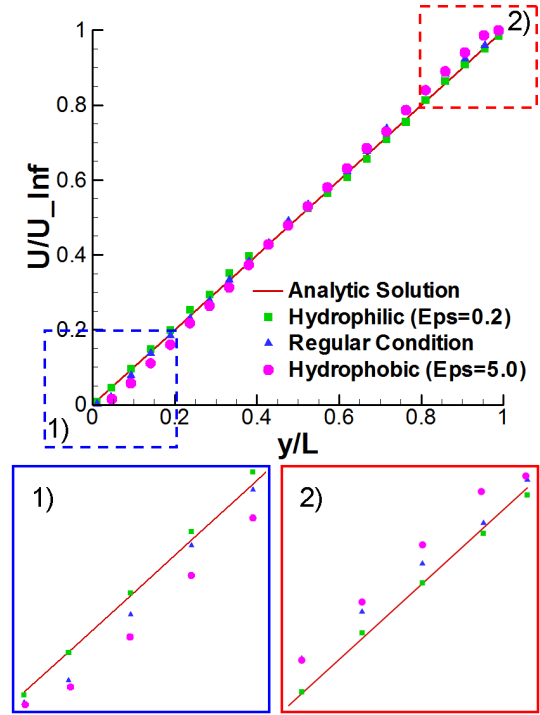 2)
1
0.8
0.6
0.4
0.2
0
U/U_Inf
Analytic Solution
Hydrophilic (Eps=0.2)
Regular Condition
Hydrophobic (Eps=5.0)
1)
0 0.2 0.4 0.6 0.8 1
y/L
1)
2)